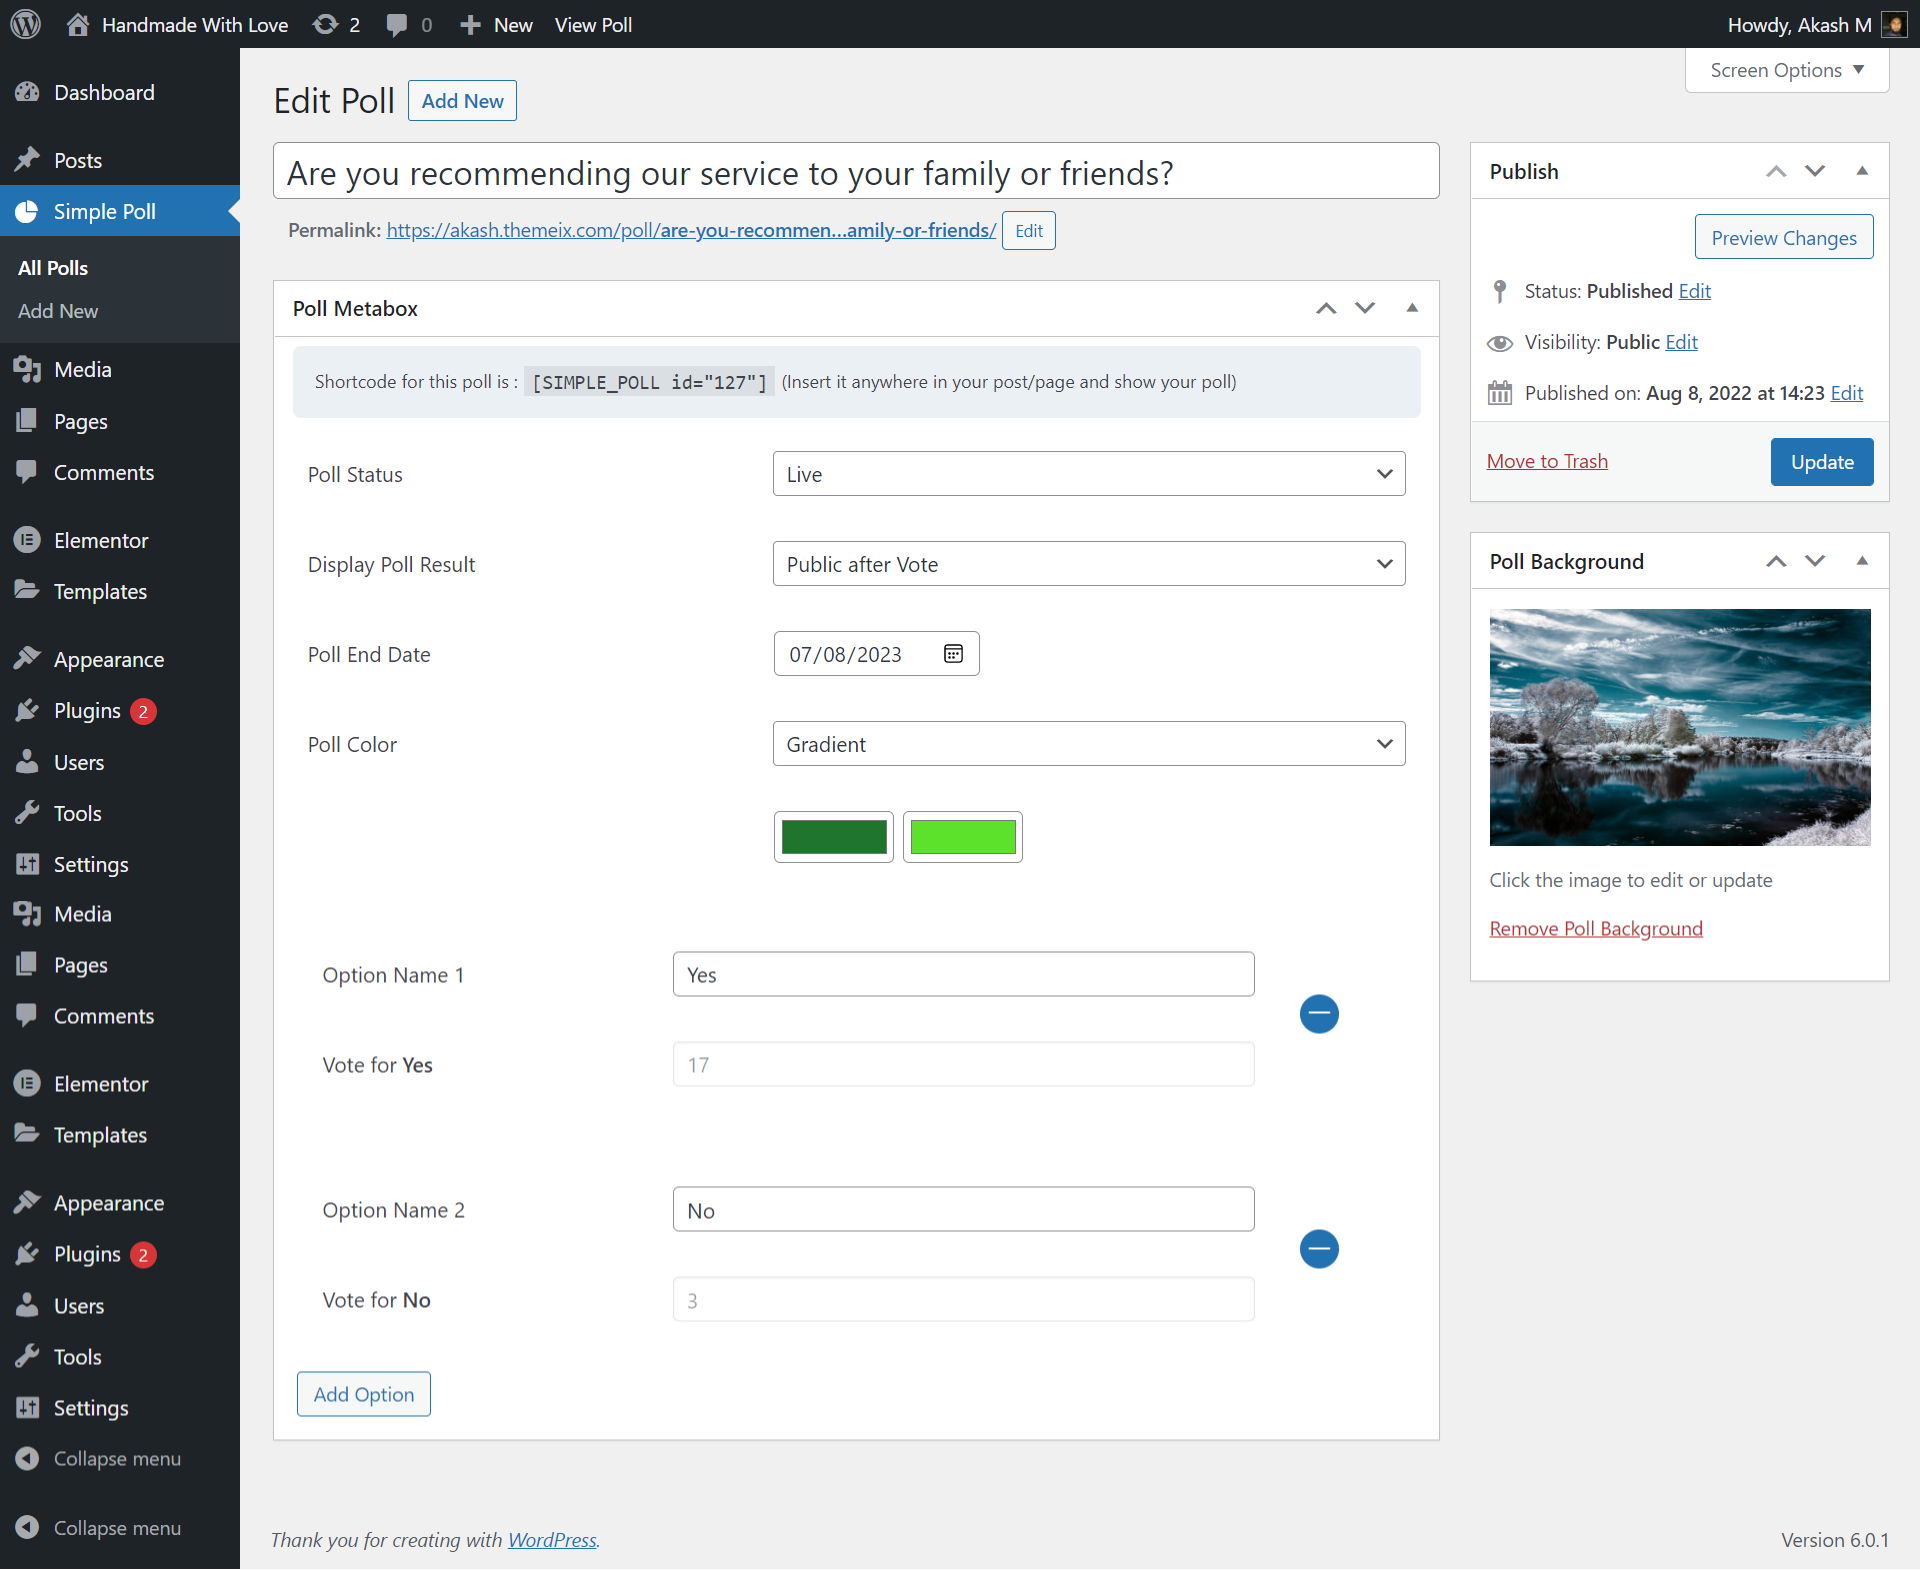 Handmade With Love 2 0 New View Poll Howdy, Akash M
Screen Options
Dashboard
Posts
Simple Poll
All Polls
Add New
Media
Pages
Comments
Elementor
Templates
Appearance
Plugins 2
Users
Tools
Settings
Media
Pages
Comments
Elementor
Templates
Appearance
Plugins 2
Users
Tools
Settings
Collapse menu
Collapse menu
Edit Poll Add New
Are you recommending our service to your family or friends?
Permalink: https://akash.themeix.com/poll/are-you-recommen...amily-or-friends/ Edit
Poll Metabox
Shortcode for this poll is : [SIMPLE_POLL id="127"] (Insert it anywhere in your post/page and show your poll)
Poll Status Live
Display Poll Result Public after Vote
Poll End Date 07/08/2023
Poll Color Gradient
Option Name 1 Yes
Vote for Yes 17
Option Name 2 No
Vote for No 3
Add Option
Publish
Preview Changes
Status: Published Edit
Visibility: Public Edit
Published on: Aug 8, 2022 at 14:23 Edit
Move to Trash Update
Poll Background
Click the image to edit or update
Remove Poll Background
Thank you for creating with WordPress. Version 6.0.1